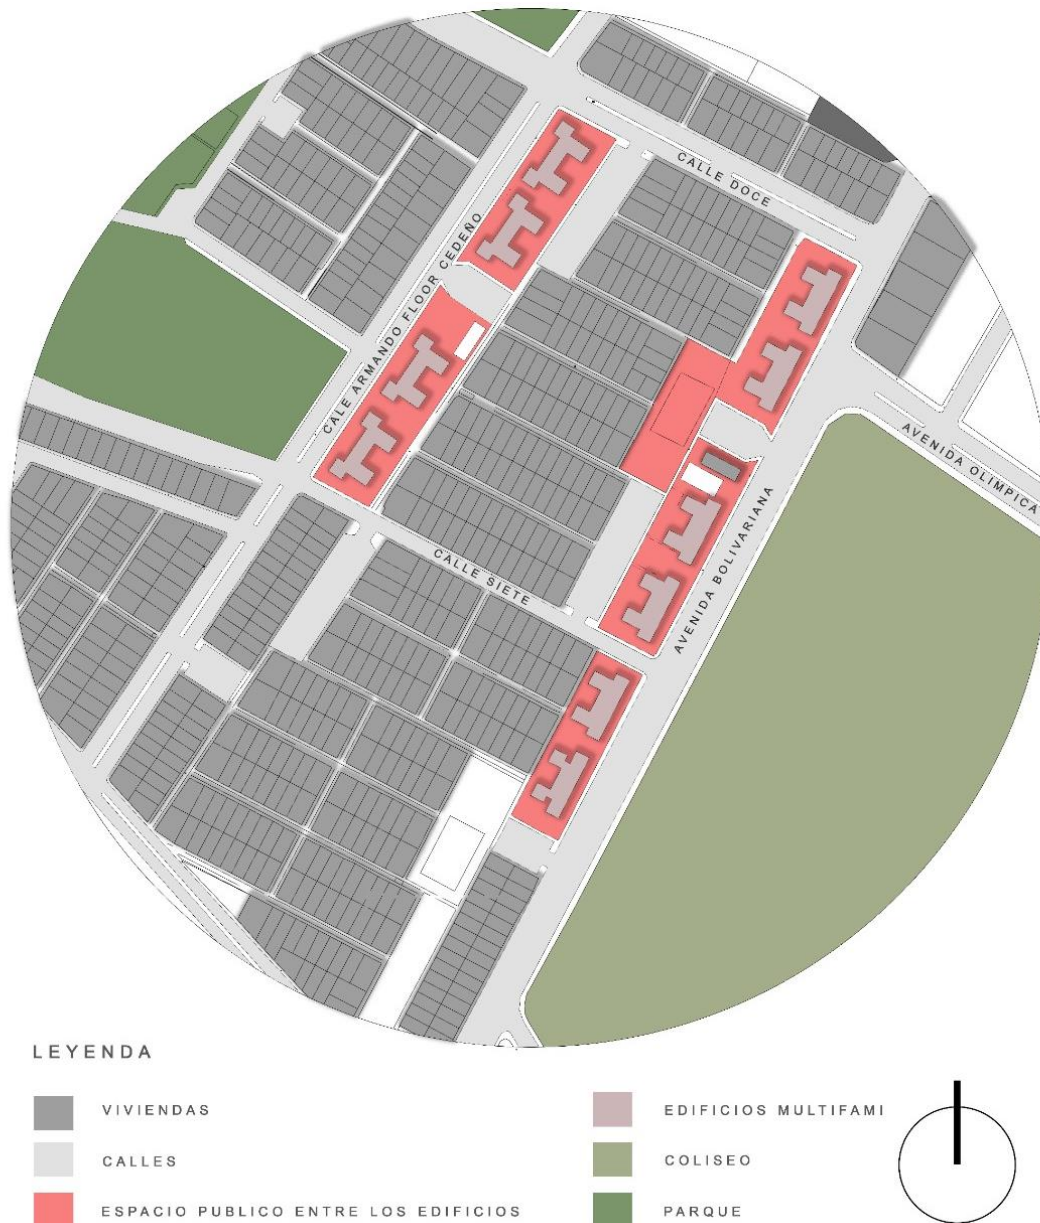 CALLE DOCE
CALE ARMANDO FLOOR CEDEÑO
AVENIDA OLIMPICA
AVENIDA BOLIVARIANA
CALLE SIETE
LEYENDA
VIVIENDAS
CALLES
ESPACIO PUBLICO ENTRE LOS EDIFICIOS
EDIFICIOS MULTIFAMI
COLISEO
PARQUE